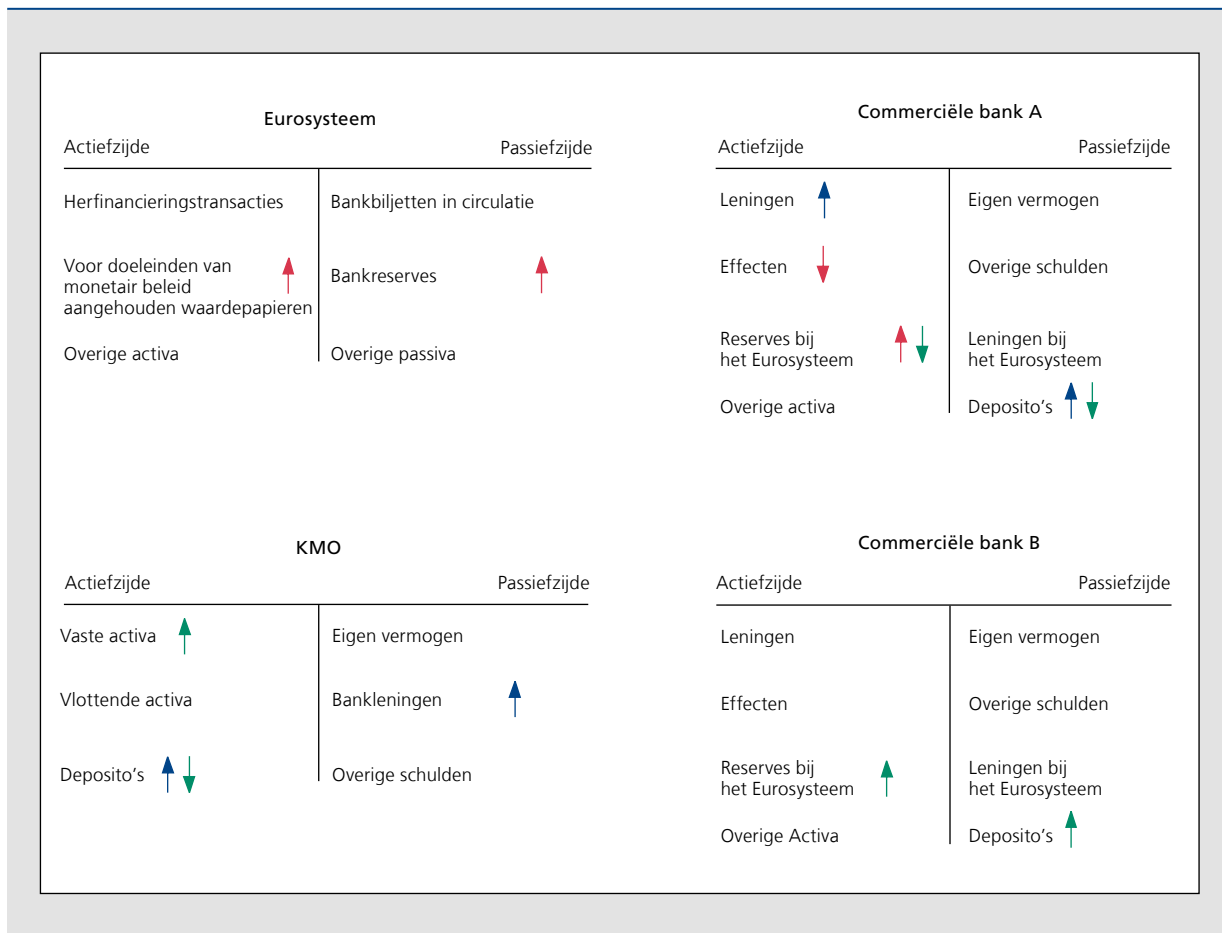 Eurosysteem
Actiefzijde Passiefzijde
Herfinancieringstransacties Bankbiljetten in circulatie
Voor doeleinden van
monetair beleid
aangehouden waardepapieren
Bankreserves
Overige activa Overige passiva
Commerciële bank A
Actiefzijde Passiefzijde
Leningen Eigen vermogen
Effecten Overige schulden
Reserves bij
het Eurosysteem
Leningen bij
het Eurosysteem
Overige activa Deposito’s
KMO
Actiefzijde Passiefzijde
Vaste activa Eigen vermogen
Vlottende activa Bankleningen
Deposito’s Overige schulden
Commerciële bank B
Actiefzijde Passiefzijde
Leningen Eigen vermogen
Effecten Overige schulden
Reserves bij
het Eurosysteem
Leningen bij
het Eurosysteem
Overige Activa Deposito’s